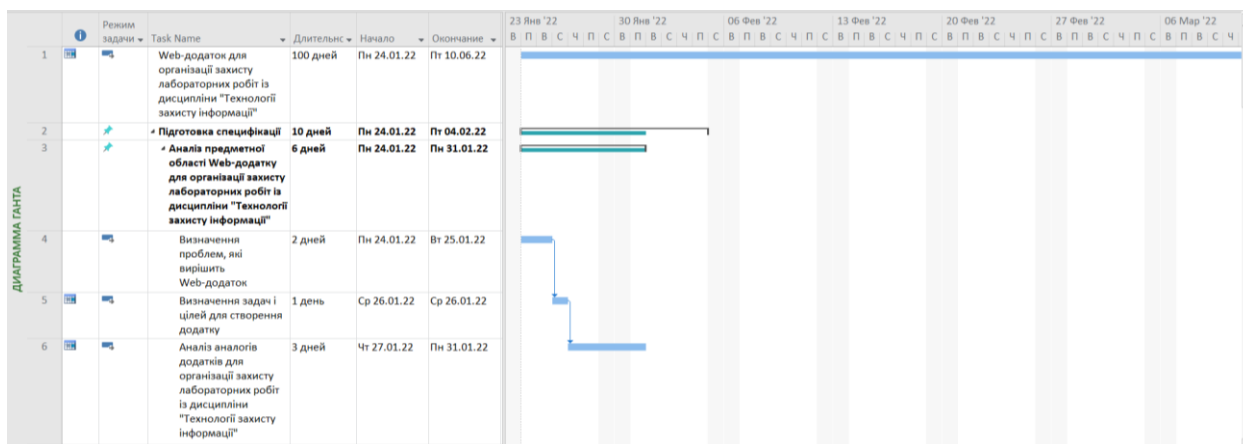 23 Янв '22 30 Янв '22 06 Фев '22 13 Фев '22 20 Фев '22 27 Фев '22 06 Мар '22
Режим
задачи Task Name Длительнс Начало Окончание
В П В С Ч П С В П В С Ч П С В П В С Ч П С В П В С Ч П С В П В С Ч П С В П В С Ч П С В П В С Ч
ДИАГРАММА ГАНТА
1 Web-додаток для 100 дней Пн 24.01.22 Пт 10.06.22
організації захисту
лабораторних робіт із
дисципліни "Технології
захисту інформації"
2 Підготовка специфікації 10 дней Пн 24.01.22 Пт 04.02.22
3 Аналіз предметної 6 дней Пн 24.01.22 Пн 31.01.22
області Web-додатку
для організації захисту
лабораторних робіт із
дисципліни "Технології
захисту інформації"
4 Визначення 2 дней Пн 24.01.22 Вт 25.01.22
проблем, які
вирішить
Web-додаток
5 Визначення задач і 1 день Ср 26.01.22 Ср 26.01.22
цілей для створення
додатку
6 Аналіз аналогів 3 дней Чт 27.01.22 Пн 31.01.22
додатків для
організації захисту
лабораторних робіт
із дисципліни
"Технології захисту
інформації"